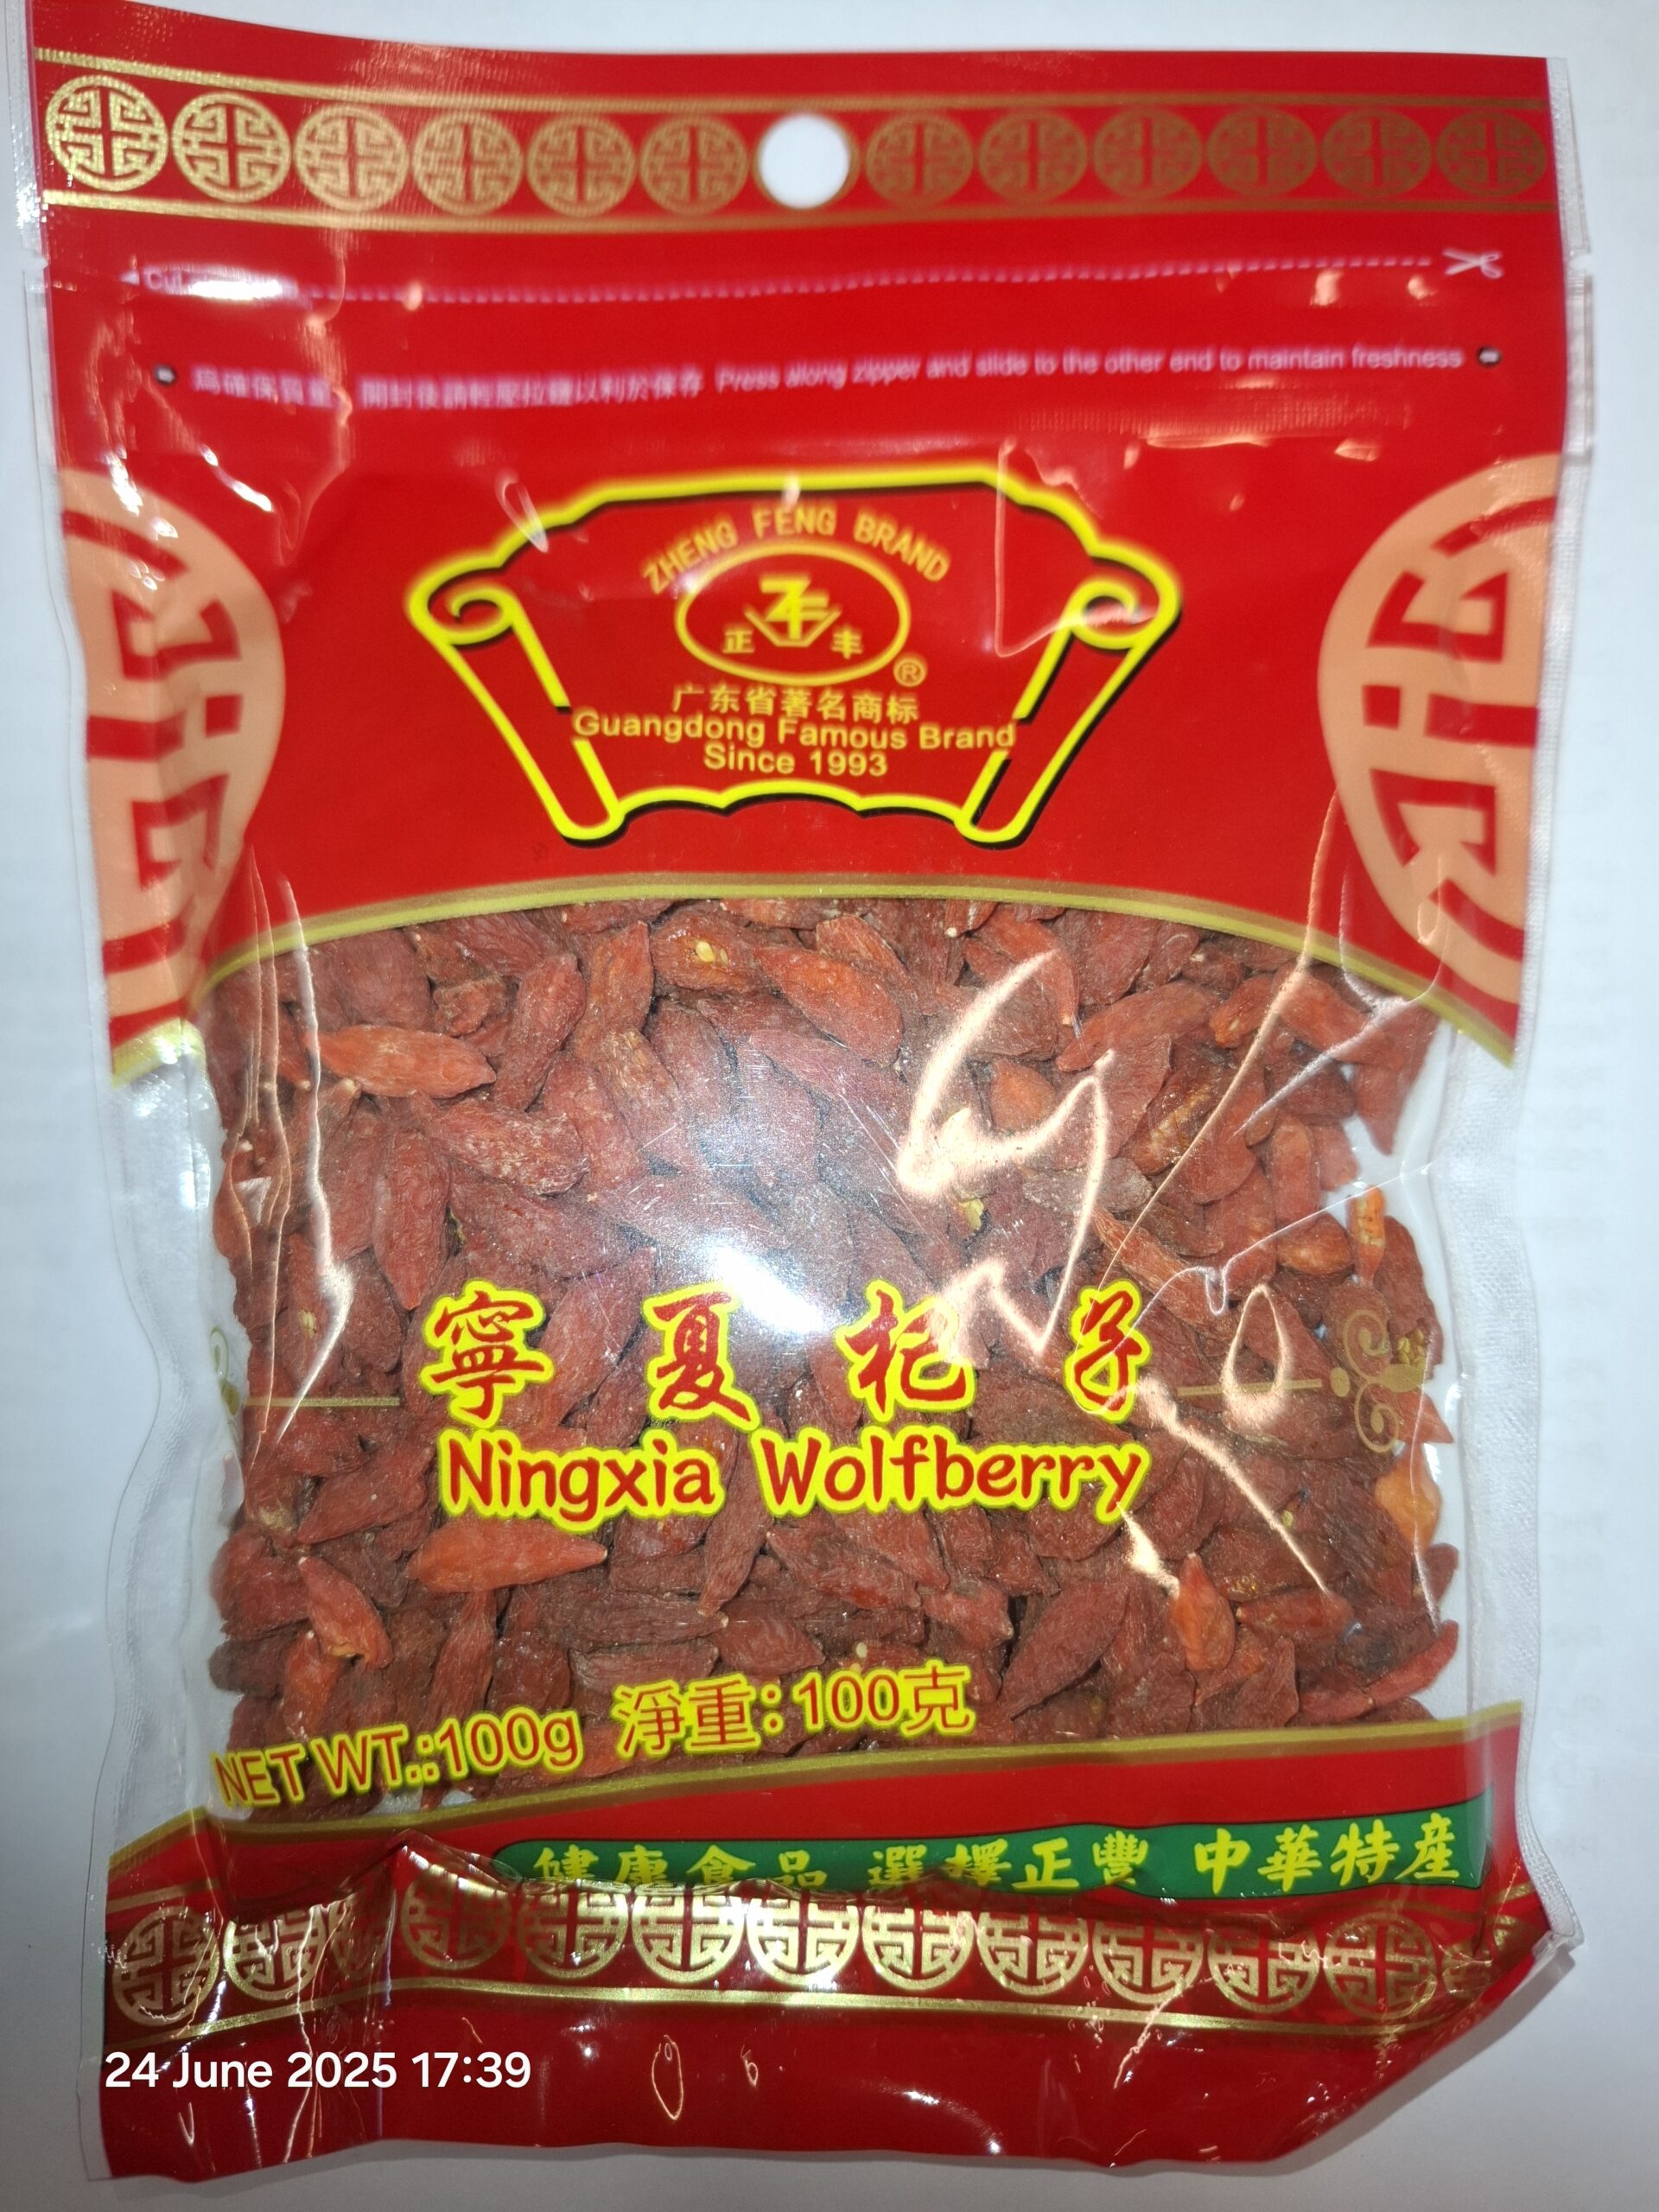 Cut
為確保質量，開封後請輕壓拉鏈以利於保存 Press along zipper and slide to the other end to maintain freshness
ZHENG FENG BRAND
正 丰
®
广东省著名商标
Guangdong Famous Brand
Since 1993
寧夏杞子
Ningxia Wolfberry
NET WT.:100g 淨重:100克
健康食品 選擇正豐 中華特産
24 June 2025 17:39